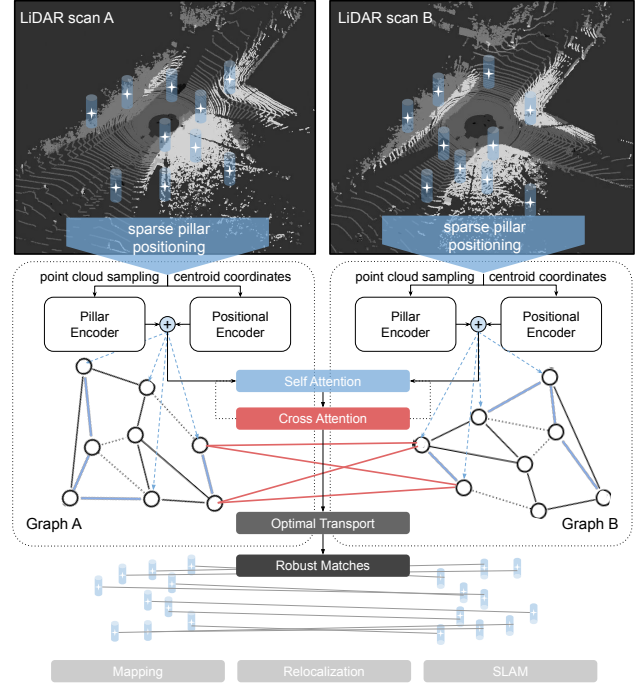 LiDAR scan A
LiDAR scan B
sparse pillar
positioning
sparse pillar
positioning
point cloud sampling
centroid coordinates
point cloud sampling
centroid coordinates
Pillar
Encoder
+
Positional
Encoder
Pillar
Encoder
+
Positional
Encoder
Self Attention
Cross Attention
Graph A
Optimal Transport
Graph B
Robust Matches
Mapping
Relocalization
SLAM